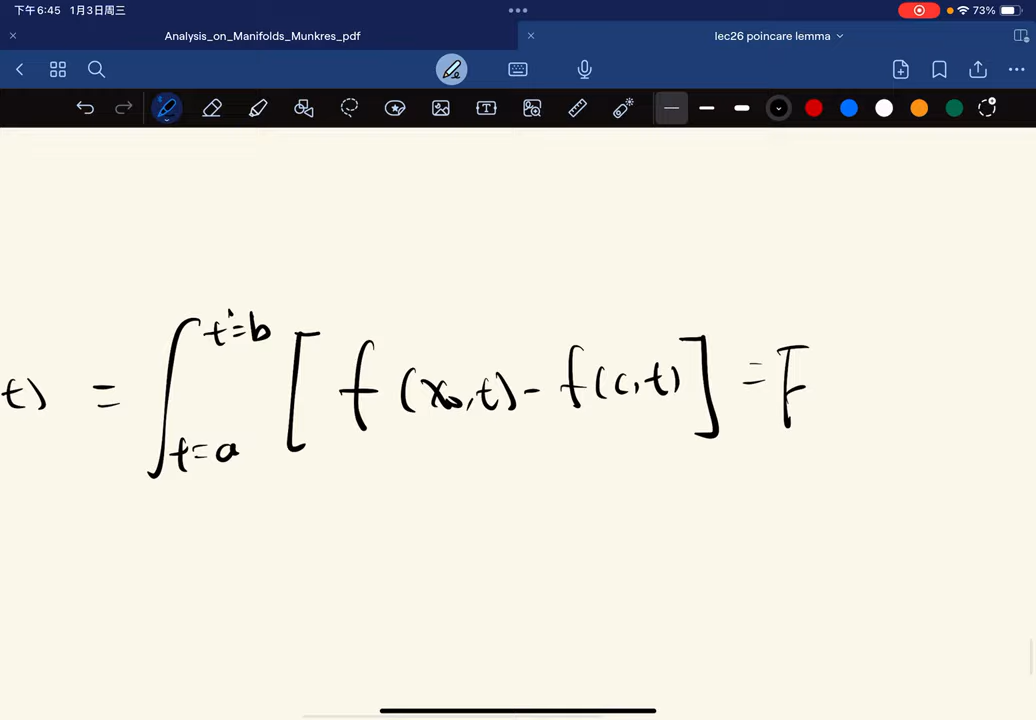 下午6:45 1月3日周三
73%
Analysis_on_Manifolds_Munkres_pdf
lec26 poincare lemma
t) = ∫_{t=a}^{t=b} [ f(x₀,t) - f(c,t) ] = F